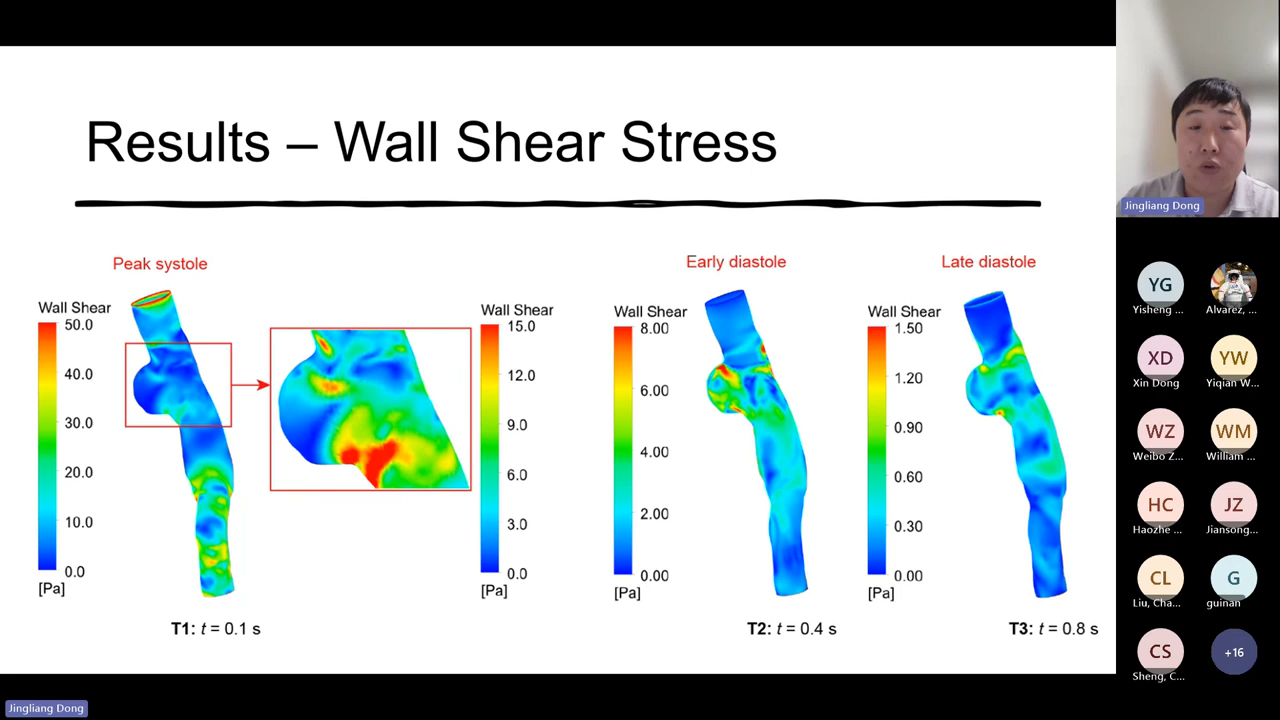 Results – Wall Shear Stress
Peak systole
Early diastole
Late diastole
Wall Shear
50.0
40.0
30.0
20.0
10.0
0.0
[Pa]
Wall Shear
15.0
12.0
9.0
6.0
3.0
0.0
[Pa]
Wall Shear
8.00
6.00
4.00
2.00
0.00
[Pa]
Wall Shear
1.50
1.20
0.90
0.60
0.30
0.00
[Pa]
T1: t = 0.1 s
T2: t = 0.4 s
T3: t = 0.8 s
Jingliang Dong
YG
Yisheng ...
Alvarez, ...
XD
Xin Dong
YW
Yiqian W...
WZ
Weibo Z...
WM
William ...
HC
Haozhe ...
JZ
Jiansong...
CL
Liu, Cha...
G
guinan
CS
Sheng, C...
+16
Jingliang Dong